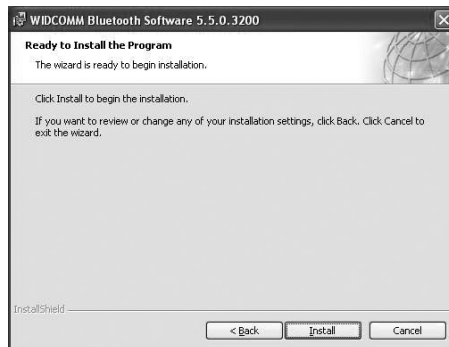 WIDCOMM Bluetooth Software 5.5.0.3200
Ready to Install the Program
The wizard is ready to begin installation.
Click Install to begin the installation.
If you want to review or change any of your installation settings, click Back. Click Cancel to
exit the wizard.
InstallShield
< Back
Install
Cancel